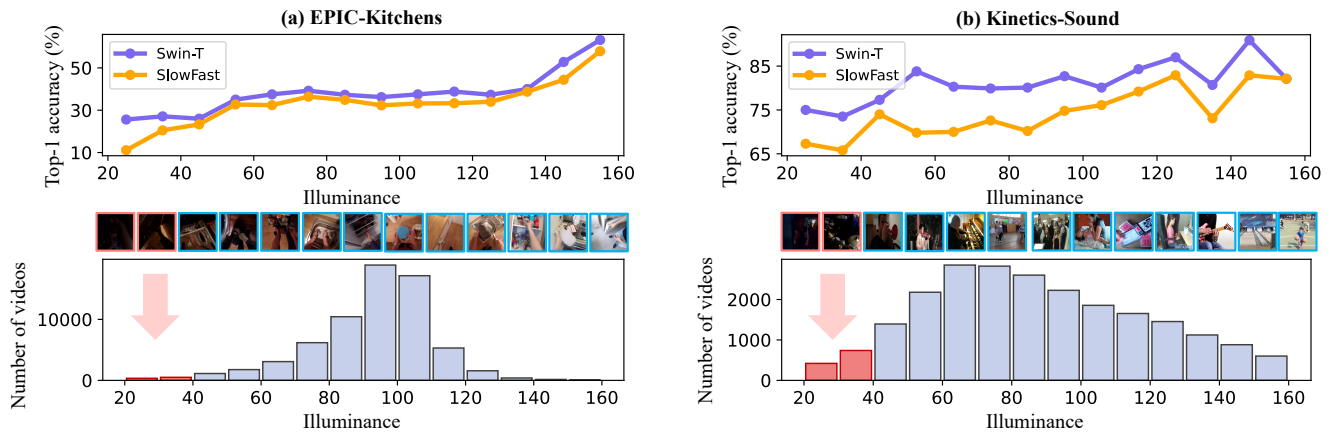 (a) EPIC-Kitchens
Top-1 accuracy (%)
50
30
10
Swin-T
SlowFast
20 40 60 80 100 120 140 160
Illuminance
Number of videos
10000
0
20 40 60 80 100 120 140 160
Illuminance
(b) Kinetics-Sound
Top-1 accuracy (%)
85
75
65
Swin-T
SlowFast
20 40 60 80 100 120 140 160
Illuminance
Number of videos
2000
1000
0
20 40 60 80 100 120 140 160
Illuminance